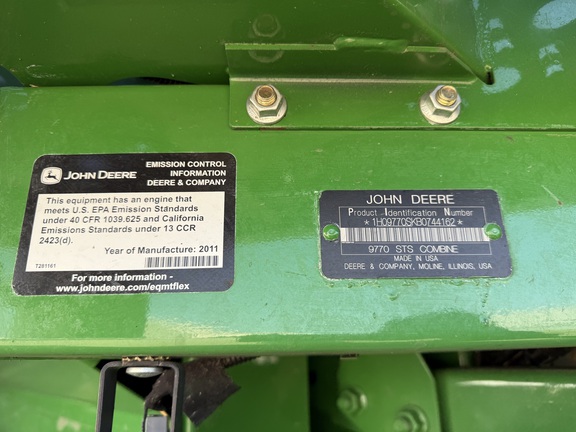 JOHN DEERE
EMISSION CONTROL
INFORMATION
DEERE & COMPANY
This equipment has an engine that
meets U.S. EPA Emission Standards
under 40 CFR 1039.625 and California
Emissions Standards under 13 CCR
2423(d).
Year of Manufacture: 2011
T281161
For more information -
www.johndeere.com/eqmtflex
JOHN DEERE
Product Identification Number
*1H09770SKB0744162*
9770 STS COMBINE
MADE IN USA
DEERE & COMPANY, MOLINE, ILLINOIS, USA